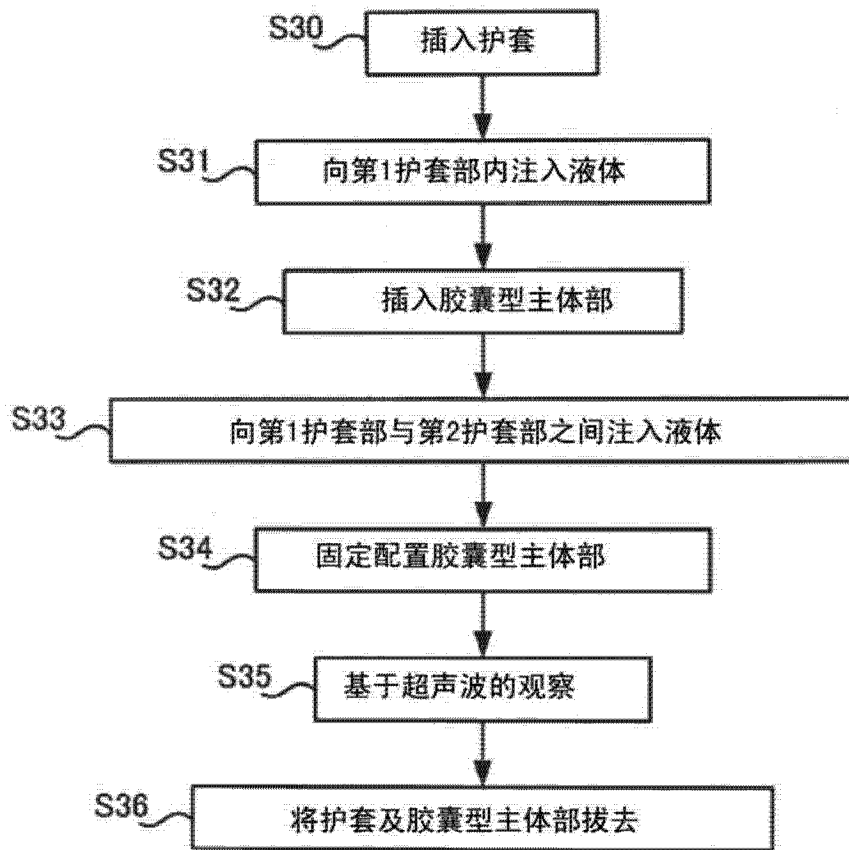 S30 插入护套
S31 向第1护套部内注入液体
S32 插入胶囊型主体部
S33 向第1护套部与第2护套部之间注入液体
S34 固定配置胶囊型主体部
S35 基于超声波的观察
S36 将护套及胶囊型主体部拔去